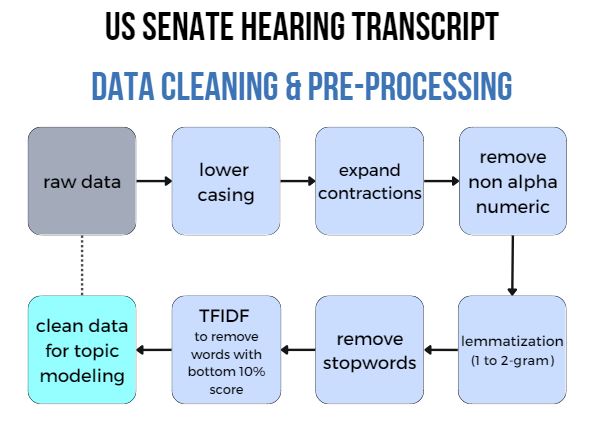 US SENATE HEARING TRANSCRIPT
DATA CLEANING & PRE-PROCESSING
raw data
lower
casing
expand
contractions
remove
non alpha
numeric
clean data
for topic
modeling
TFIDF
to remove
words with
bottom 10%
score
remove
stopwords
lemmatization
(1 to 2-gram)